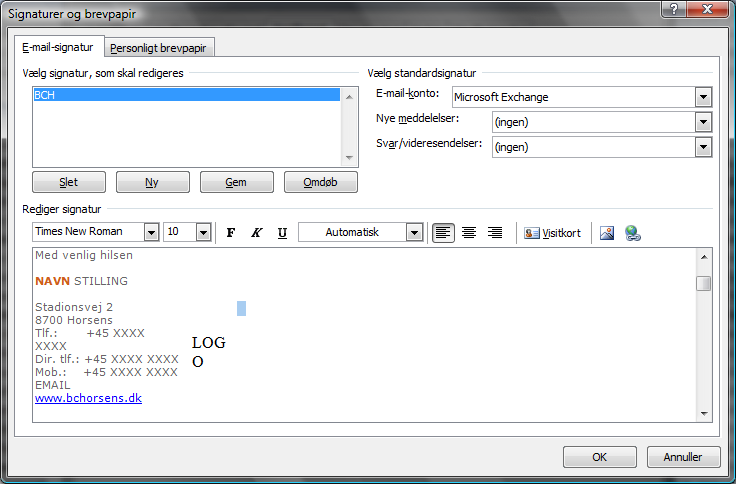 Signaturer og brevpapir
E-mail-signatur
Personligt brevpapir
Vælg signatur, som skal redigeres
BCH
Slet
Ny
Gem
Omdøb
Vælg standardsignatur
E-mail-konto:
Microsoft Exchange
Nye meddelelser:
(ingen)
Svar/videresendelser:
(ingen)
Rediger signatur
Times New Roman
10
F
K
U
Automatisk
Visitkort
Med venlig hilsen
NAVN STILLING
Stadionsvej 2
8700 Horsens
Tlf.: +45 XXXX
XXXX
Dir. tlf.: +45 XXXX XXXX
Mob.: +45 XXXX XXXX
EMAIL
www.bchorsens.dk
LOG
O
OK
Annuller